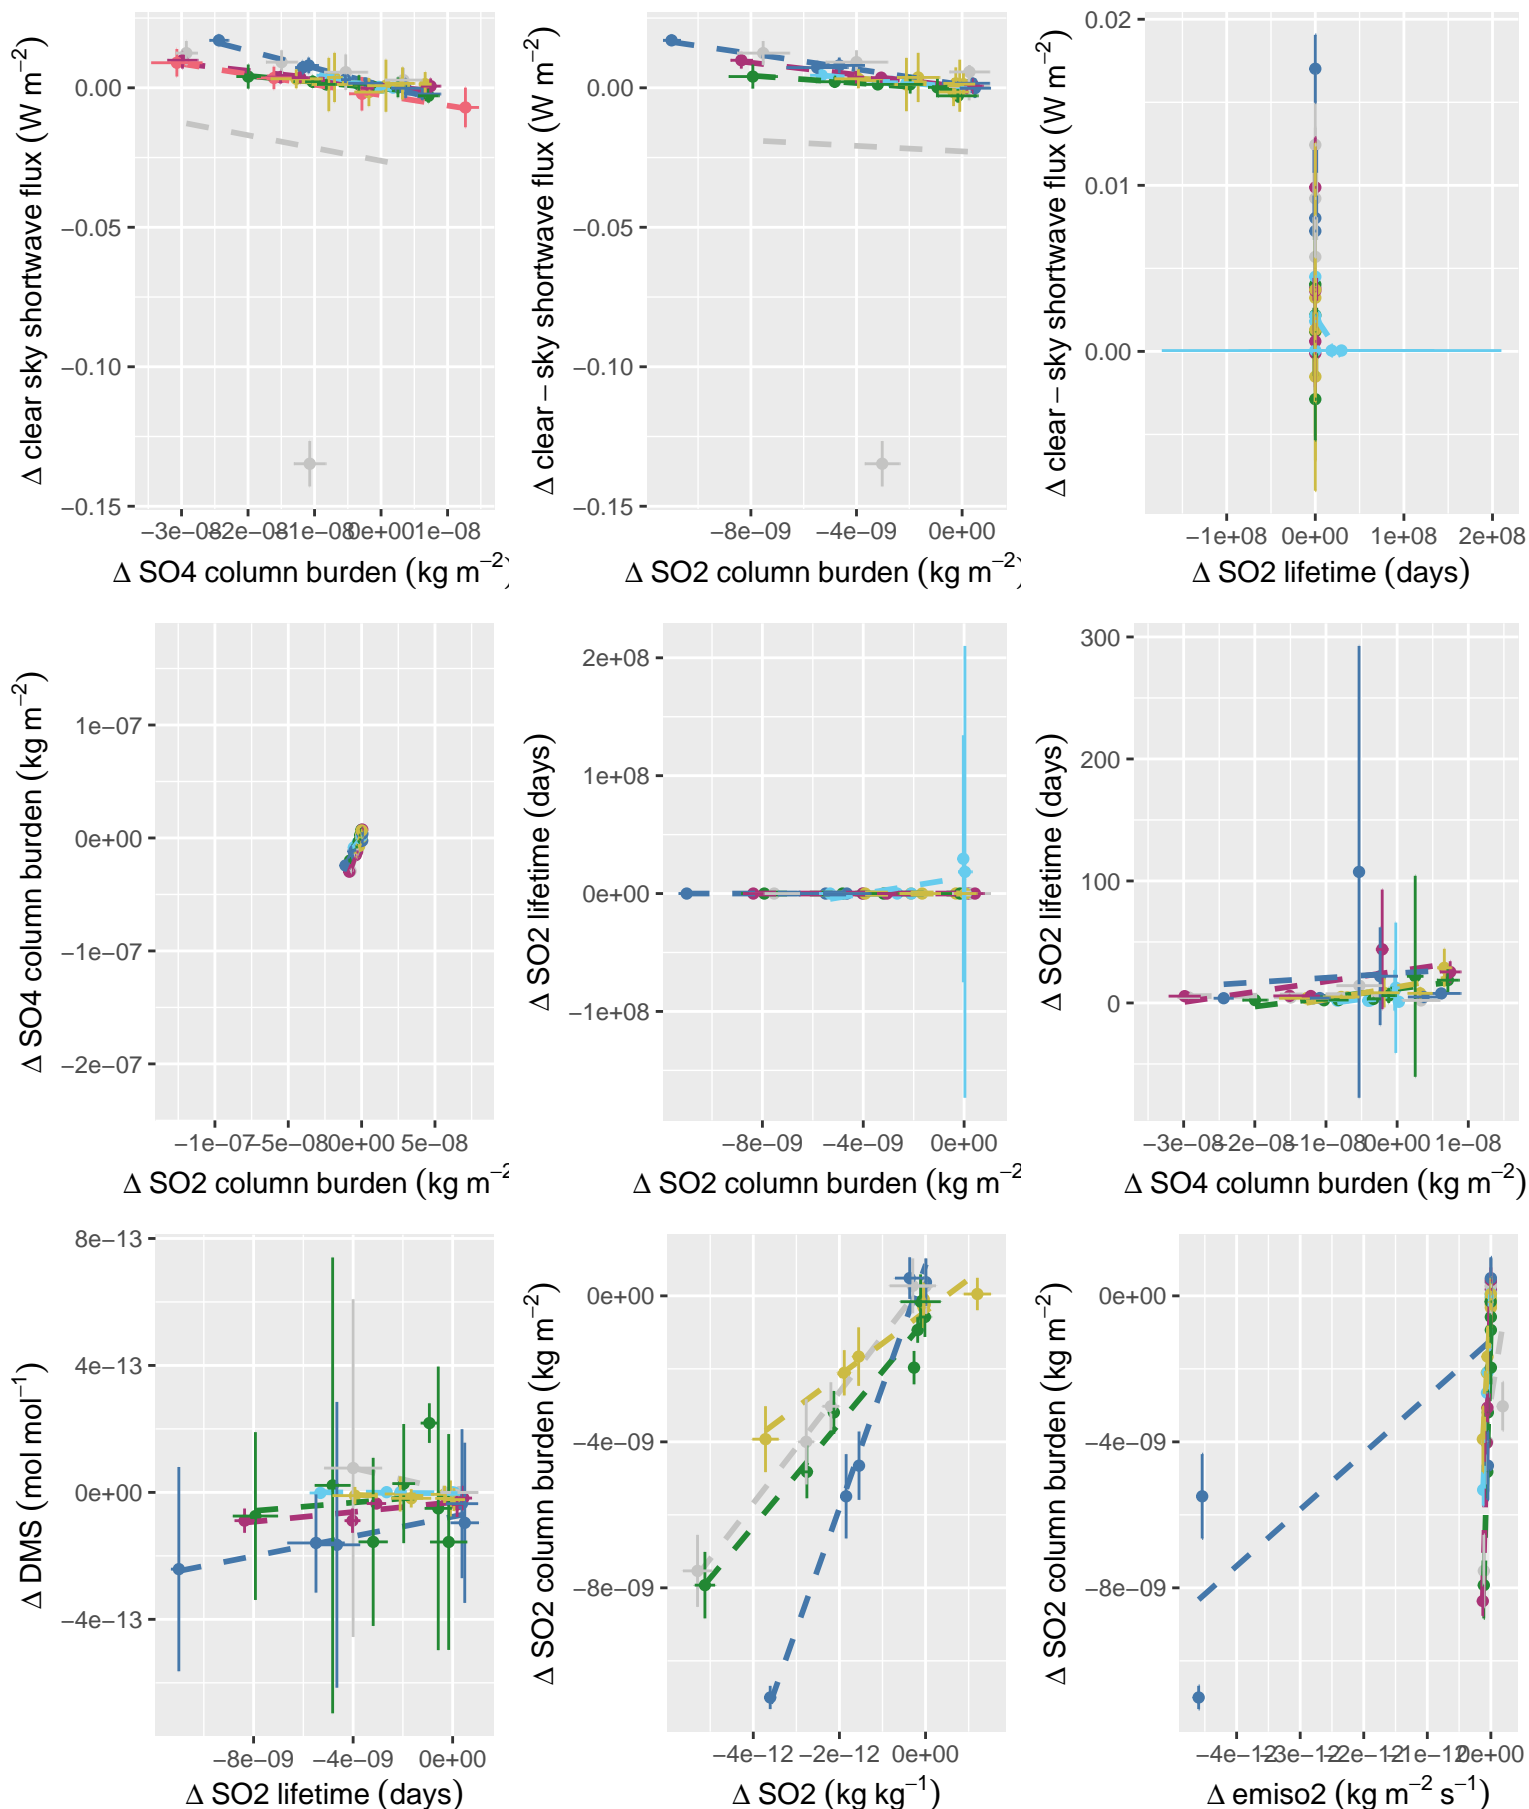 Δ clear sky shortwave flux (W m−2)
0.00
−0.05
−0.10
−0.15
−3e−08 −2e−08 −1e−08 0e+00 1e−08
Δ SO4 column burden (kg m−2)
Δ clear − sky shortwave flux (W m−2)
0.00
−0.05
−0.10
−0.15
−8e−09 −4e−09 0e+00
Δ SO2 column burden (kg m−2)
Δ clear − sky shortwave flux (W m−2)
0.02
0.01
0.00
−1e+08 0e+00 1e+08 2e+08
Δ SO2 lifetime (days)
Δ SO4 column burden (kg m−2)
1e−07
0e+00
−1e−07
−2e−07
−1e−07 −5e−08 0e+00 5e−08
Δ SO2 column burden (kg m−2
Δ SO2 lifetime (days)
2e+08
1e+08
0e+00
−1e+08
−8e−09 −4e−09 0e+00
Δ SO2 column burden (kg m−2
Δ SO2 lifetime (days)
300
200
100
0
−3e−08 −2e−08 −1e−08 0e+00 1e−08
Δ SO4 column burden (kg m−2)
Δ DMS (mol mol−1)
8e−13
4e−13
0e+00
−4e−13
−8e−09 −4e−09 0e+00
Δ SO2 lifetime (days)
Δ SO2 column burden (kg m−2)
0e+00
−4e−09
−8e−09
−4e−12 −2e−12 0e+00
Δ SO2 (kg kg−1)
Δ SO2 column burden (kg m−2)
0e+00
−4e−09
−8e−09
−4e−12 −3e−12 −2e−12 −1e−12 0e+00
Δ emiso2 (kg m−2 s−1)